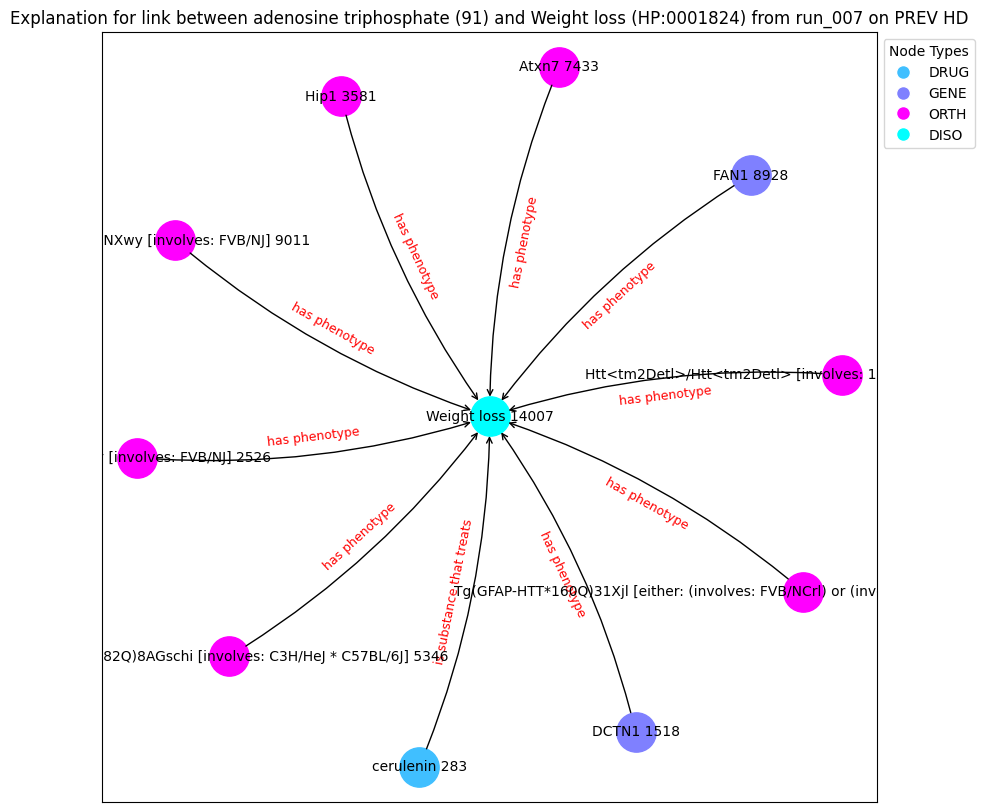 Explanation for link between adenosine triphosphate (91) and Weight loss (HP:0001824) from run_007 on PREV HD
Node Types
DRUG
GENE
ORTH
DISO
Atxn7 7433
Hip1 3581
FAN1 8928
NXwy [involves: FVB/NJ] 9011
has phenotype
has phenotype
has phenotype
has phenotype
Htt<tm2Detl>/Htt<tm2Detl> [involves: 1
has phenotype
Weight loss 14007
has phenotype
[involves: FVB/NJ] 2526
has phenotype
has phenotype
is substance that treats
has phenotype
Tg(GFAP-HTT*160Q)31Xjl [either: (involves: FVB/NCrl) or (inv
82Q)8AGschi [involves: C3H/HeJ * C57BL/6J] 5346
DCTN1 1518
cerulenin 283